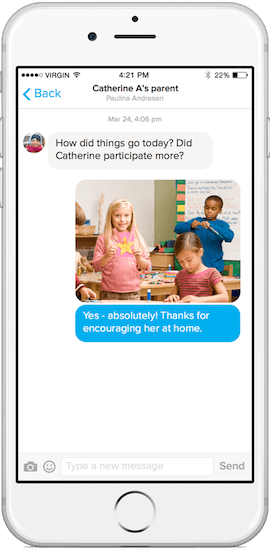 VIRGIN 4:21 PM 22%
Back
Catherine A's parent
Paulina Andresen
Mar 24, 4:06 pm
How did things go today? Did
Catherine participate more?
Yes - absolutely! Thanks for
encouraging her at home.
Type a new message
Send